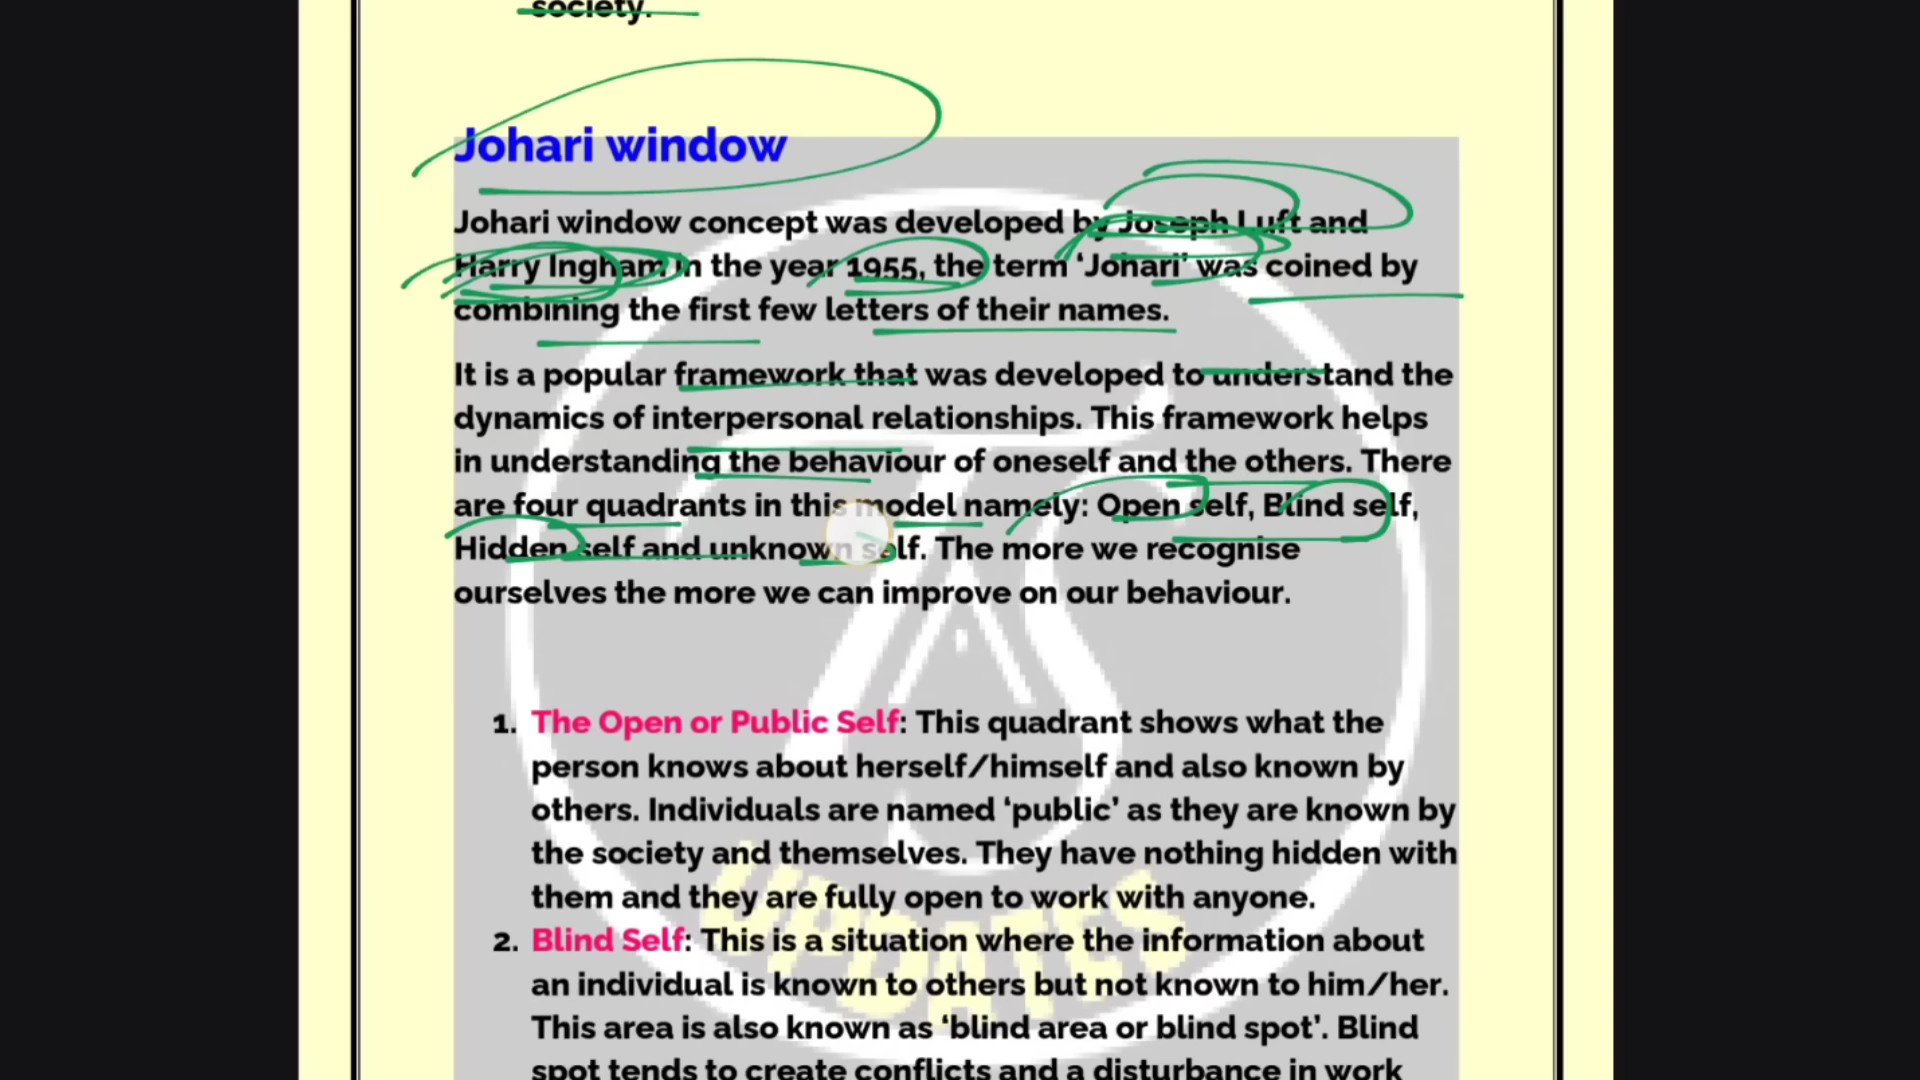 society.
Johari window
Johari window concept was developed by Joseph Luft and
Harry Ingham in the year 1955, the term ‘Johari’ was coined by
combining the first few letters of their names.
It is a popular framework that was developed to understand the
dynamics of interpersonal relationships. This framework helps
in understanding the behaviour of oneself and the others. There
are four quadrants in this model namely: Open self, Blind self,
Hidden self and unknown self. The more we recognise
ourselves the more we can improve on our behaviour.
1. The Open or Public Self: This quadrant shows what the
person knows about herself/himself and also known by
others. Individuals are named ‘public’ as they are known by
the society and themselves. They have nothing hidden with
them and they are fully open to work with anyone.
2. Blind Self: This is a situation where the information about
an individual is known to others but not known to him/her.
This area is also known as ‘blind area or blind spot’. Blind
spot tends to create conflicts and a disturbance in work
UPDATES